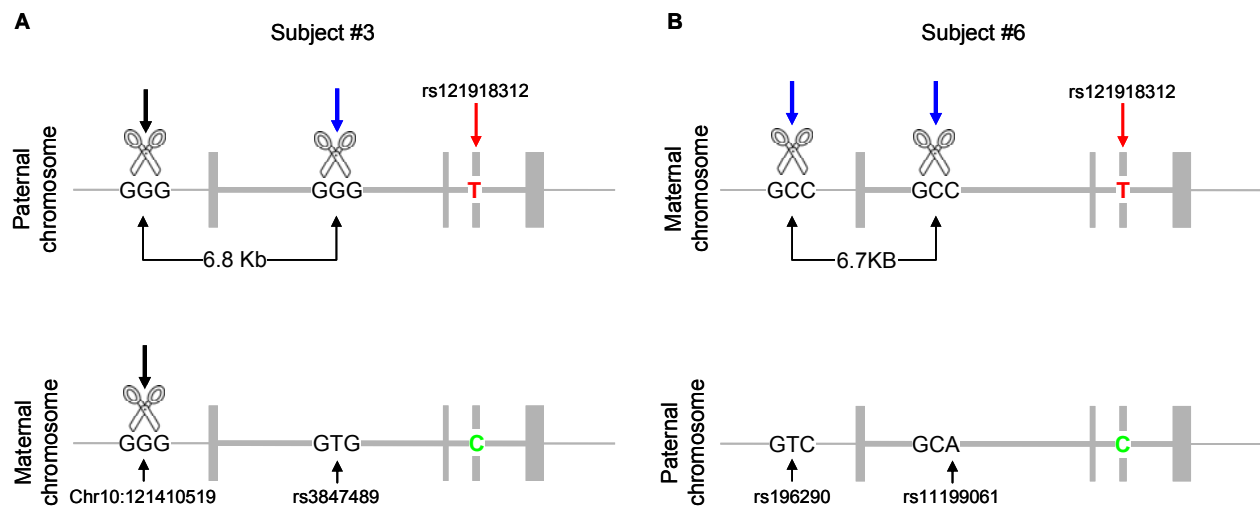 A
Subject #3
rs121918312
Paternal
chromosome
GGG
GGG
T
6.8 Kb
Maternal
chromosome
GGG
GTG
C
Chr10:121410519
rs3847489
B
Subject #6
rs121918312
Maternal
chromosome
GCC
GCC
T
6.7KB
Paternal
chromosome
GTC
GCA
C
rs196290
rs11199061